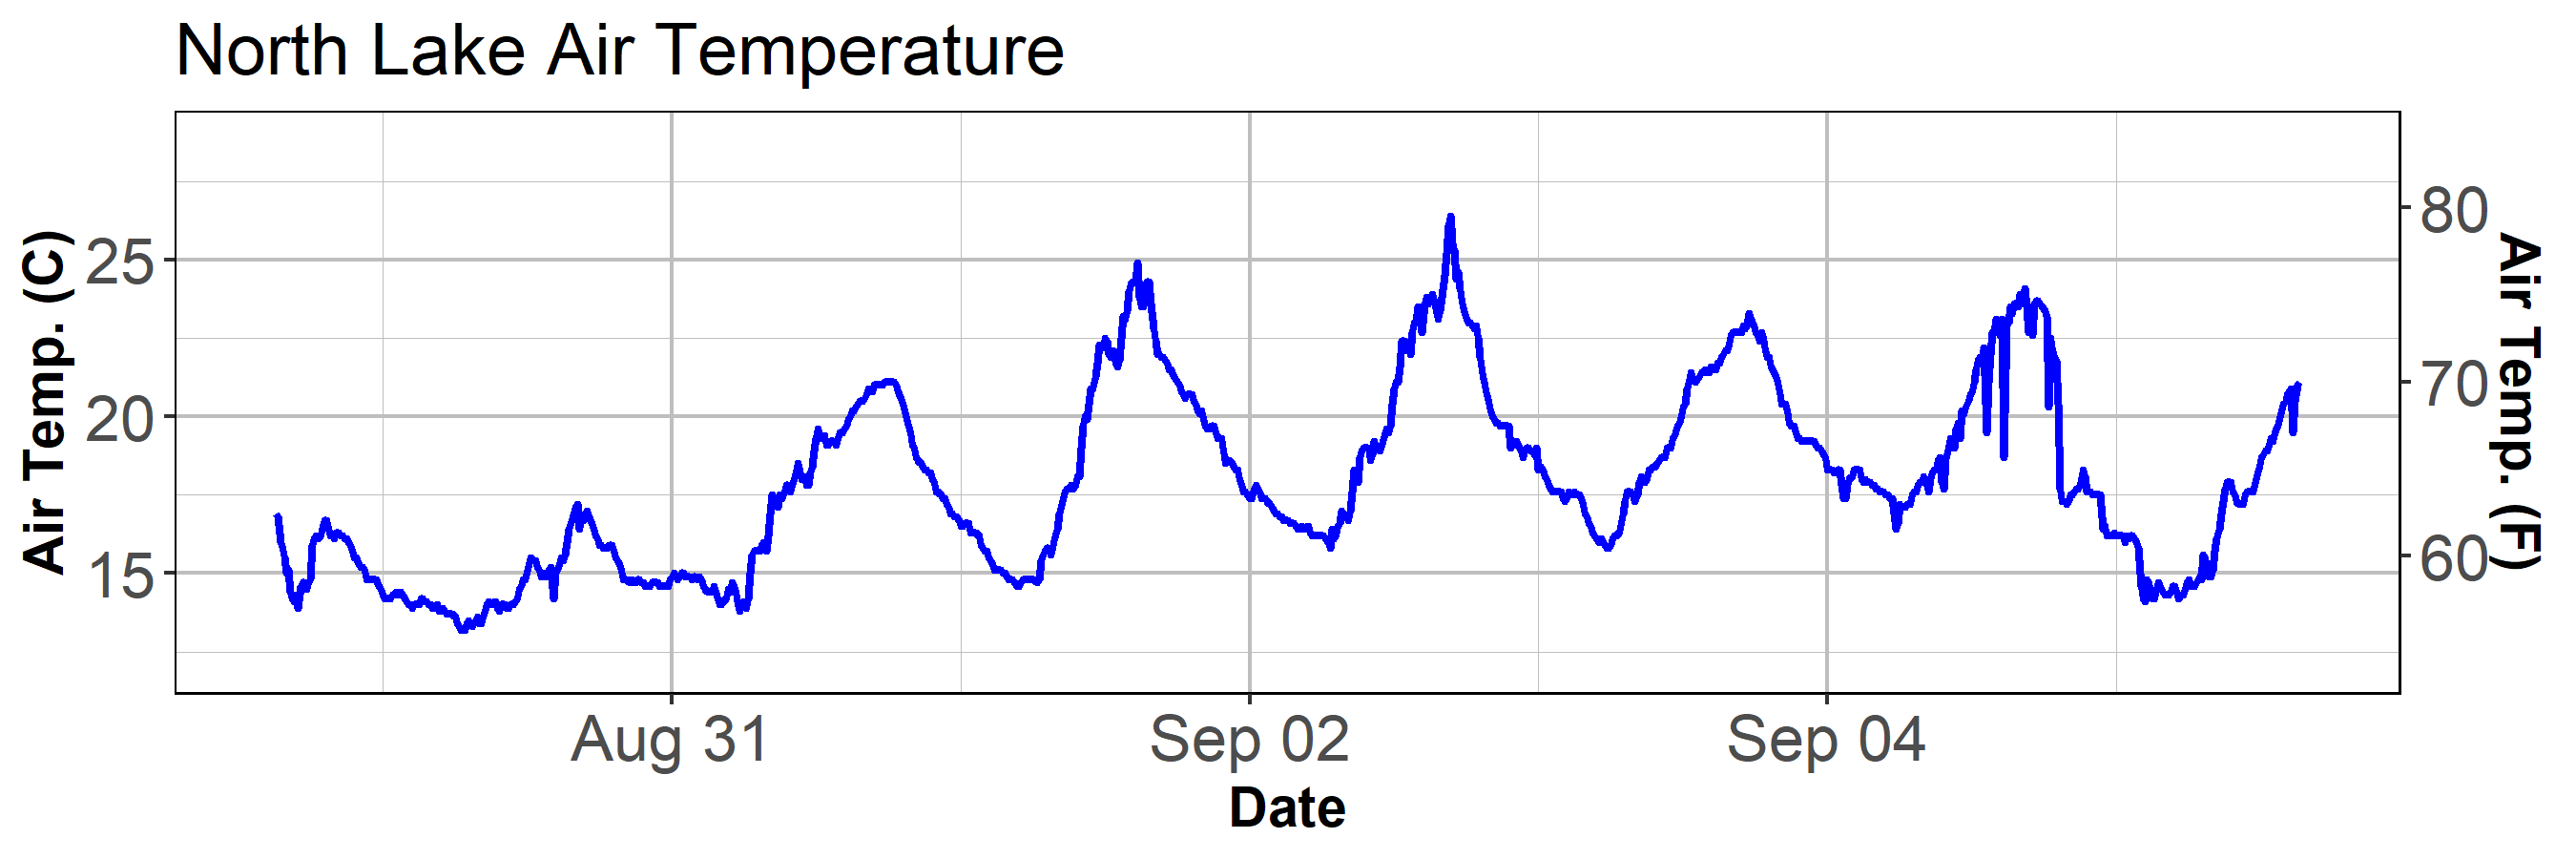 North Lake Air Temperature
Air Temp. (C)
25
20
15
80
70
60
Air Temp. (F)
Aug 31
Sep 02
Sep 04
Date